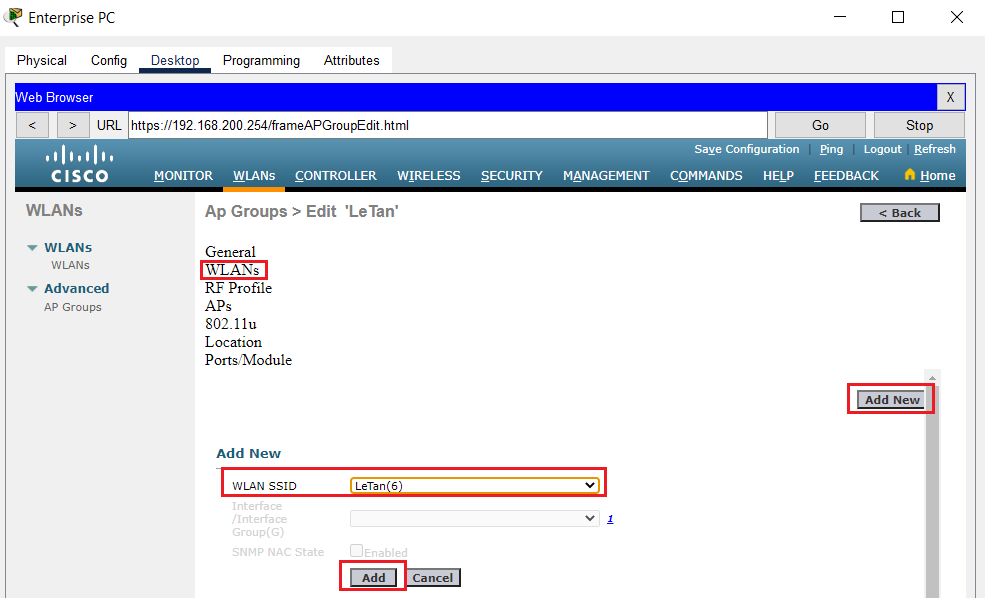 Enterprise PC
Physical Config Desktop Programming Attributes
Web Browser X
< > URL https://192.168.200.254/frameAPGroupEdit.html Go Stop
Save Configuration | Ping | Logout | Refresh
CISCO MONITOR WLANs CONTROLLER WIRELESS SECURITY MANAGEMENT COMMANDS HELP FEEDBACK Home
WLANs
WLANs
WLANs
Advanced
AP Groups
Ap Groups > Edit 'LeTan' < Back
General
WLANs
RF Profile
APs
802.11u
Location
Ports/Module
Add New
Add New
WLAN SSID LeTan(6)
Interface
/Interface
Group(G) 1
SNMP NAC State Enabled
Add Cancel